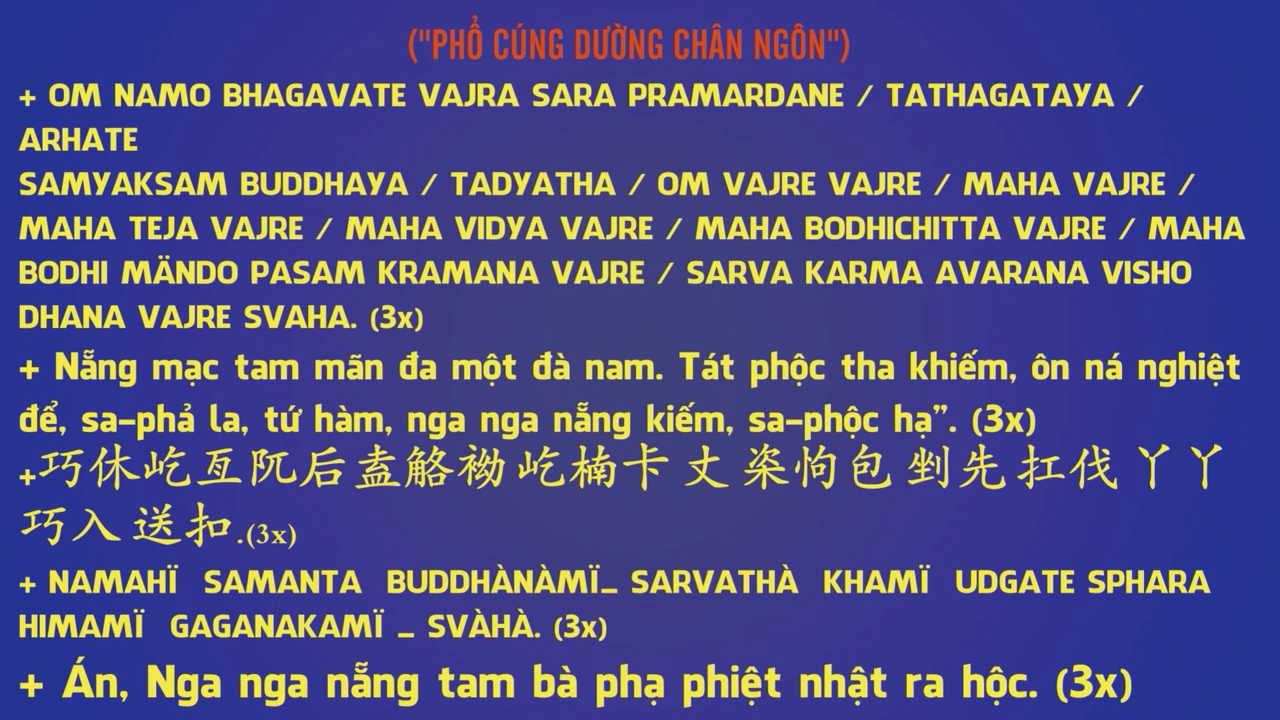 ("PHỔ CÚNG DƯỜNG CHÂN NGÔN")
+ OM NAMO BHAGAVATE VAJRA SARA PRAMARDANE / TATHAGATAYA /
ARHATE
SAMYAKSAM BUDDHAYA / TADYATHA / OM VAJRE VAJRE / MAHA VAJRE /
MAHA TEJA VAJRE / MAHA VIDYA VAJRE / MAHA BODHICHITTA VAJRE / MAHA
BODHI MÄNDO PASAM KRAMANA VAJRE / SARVA KARMA AVARANA VISHO
DHANA VAJRE SVAHA. (3x)
+ Nẵng mạc tam mãn đa một đà nam. Tát phộc tha khiếm, ôn ná nghiệt
để, sa-phả la, tứ hàm, nga nga nẵng kiếm, sa-phộc hạ”. (3x)
+巧休屹亙阢后盍觡袎屹楠卡丈楶怐包剉先扛伐丫丫
巧入送扣.(3x)
+ NAMAHÏ SAMANTA BUDDHÀNÀMÏ_ SARVATHÀ KHAMÏ UDGATE SPHARA
HIMAMÏ GAGANAKAMÏ _ SVÀHÀ. (3x)
+ Án, Nga nga nẵng tam bà phạ phiệt nhật ra hộc. (3x)